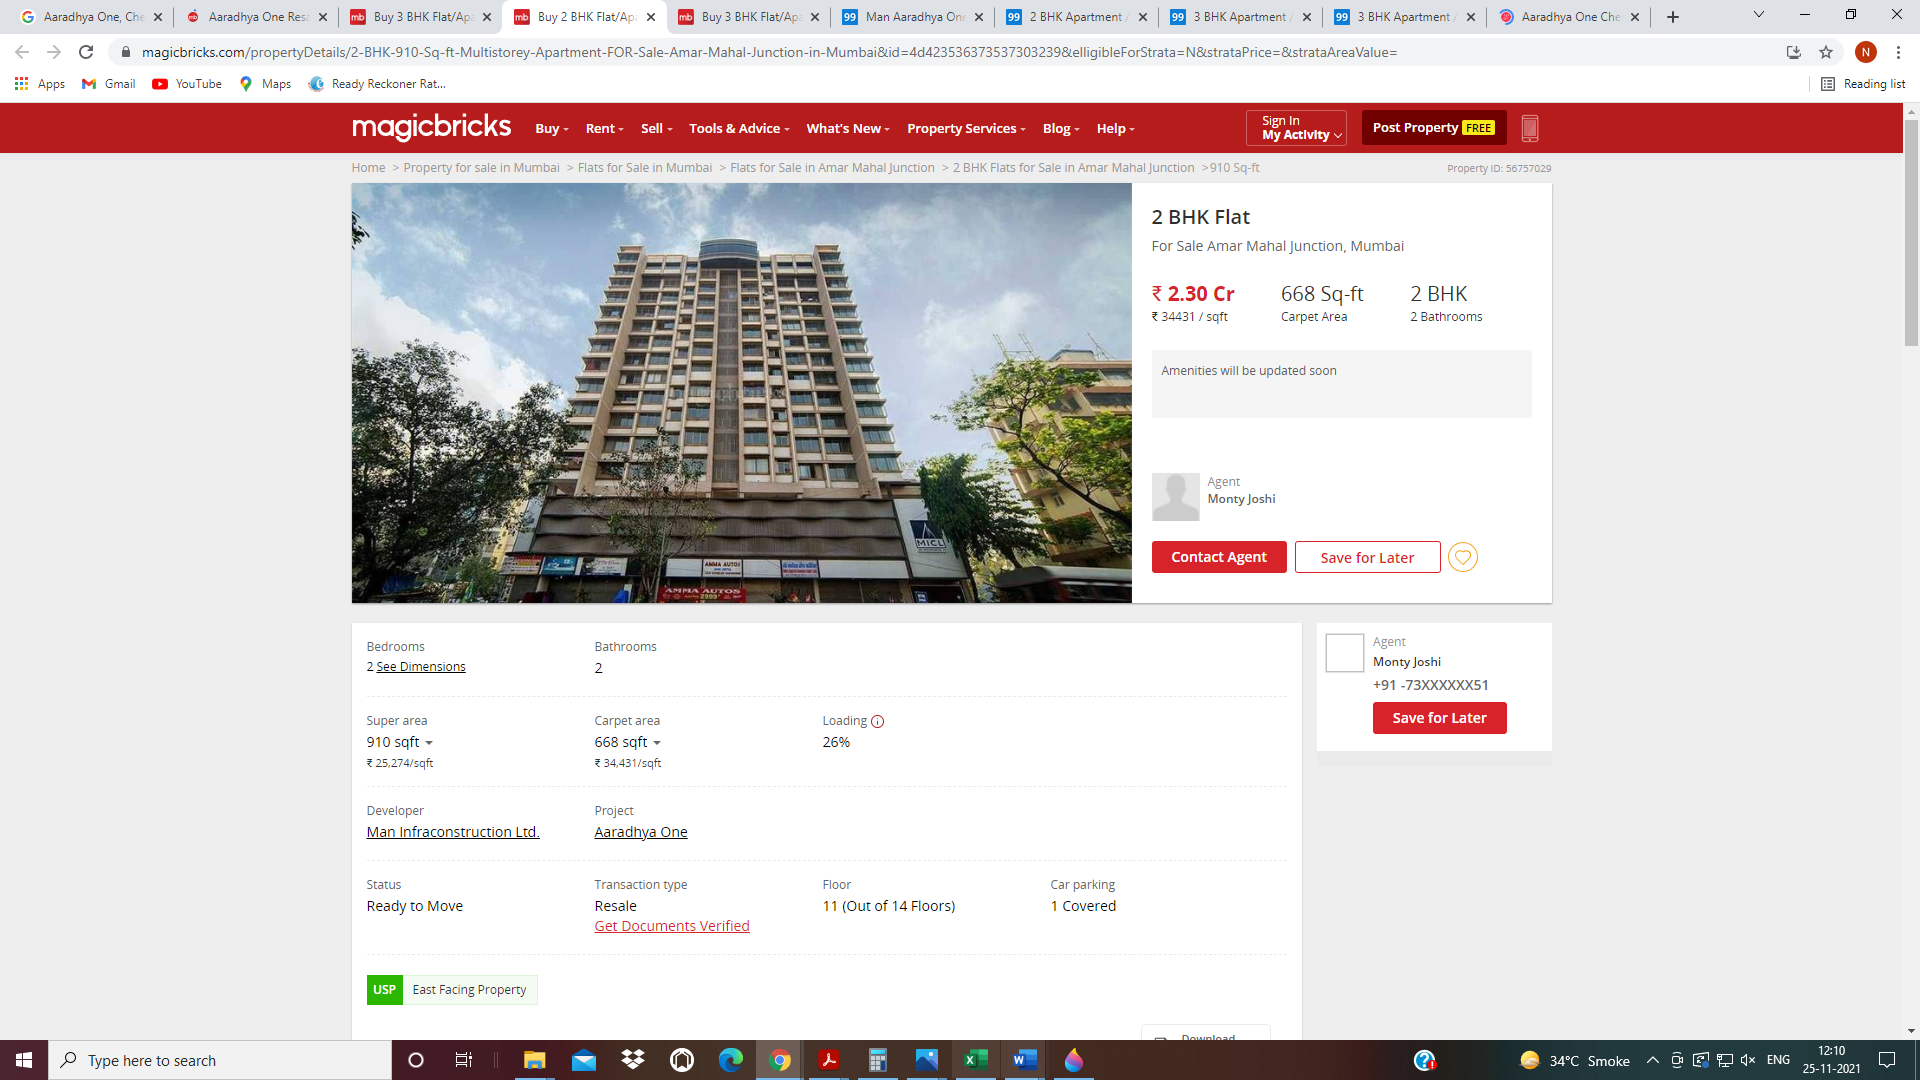 Aaradhya One, Che
Aaradhya One Resa
Buy 3 BHK Flat/Apa
Buy 2 BHK Flat/Apa
Buy 3 BHK Flat/Apa
Man Aaradhya One
2 BHK Apartment /
3 BHK Apartment /
3 BHK Apartment /
Aaradhya One Che
magicbricks.com/propertyDetails/2-BHK-910-Sq-ft-Multistorey-Apartment-FOR-Sale-Amar-Mahal-Junction-in-Mumbai&id=4d423536373537303239&elligibleForStrata=N&strataPrice=&strataAreaValue=
N
Apps Gmail YouTube Maps Ready Reckoner Rat... Reading list
magicbricks Buy Rent Sell Tools & Advice What's New Property Services Blog Help
Sign In
My Activity
Post Property FREE
Home > Property for sale in Mumbai > Flats for Sale in Mumbai > Flats for Sale in Amar Mahal Junction > 2 BHK Flats for Sale in Amar Mahal Junction >910 Sq-ft
Property ID: 56757029
MICL
AMMA AUTOS
AMMA AUTOS
2 BHK Flat
For Sale Amar Mahal Junction, Mumbai
₹ 2.30 Cr 668 Sq-ft 2 BHK
₹ 34431 / sqft Carpet Area 2 Bathrooms
Amenities will be updated soon
Agent
Monty Joshi
Contact Agent Save for Later
Bedrooms Bathrooms
2 See Dimensions 2
Super area Carpet area Loading
910 sqft 668 sqft 26%
₹ 25,274/sqft ₹ 34,431/sqft
Developer Project
Man Infraconstruction Ltd. Aaradhya One
Status Transaction type Floor Car parking
Ready to Move Resale 11 (Out of 14 Floors) 1 Covered
Get Documents Verified
USP East Facing Property
Download
Agent
Monty Joshi
+91 -73XXXXXX51
Save for Later
Type here to search
34°C Smoke
ENG
12:10
25-11-2021